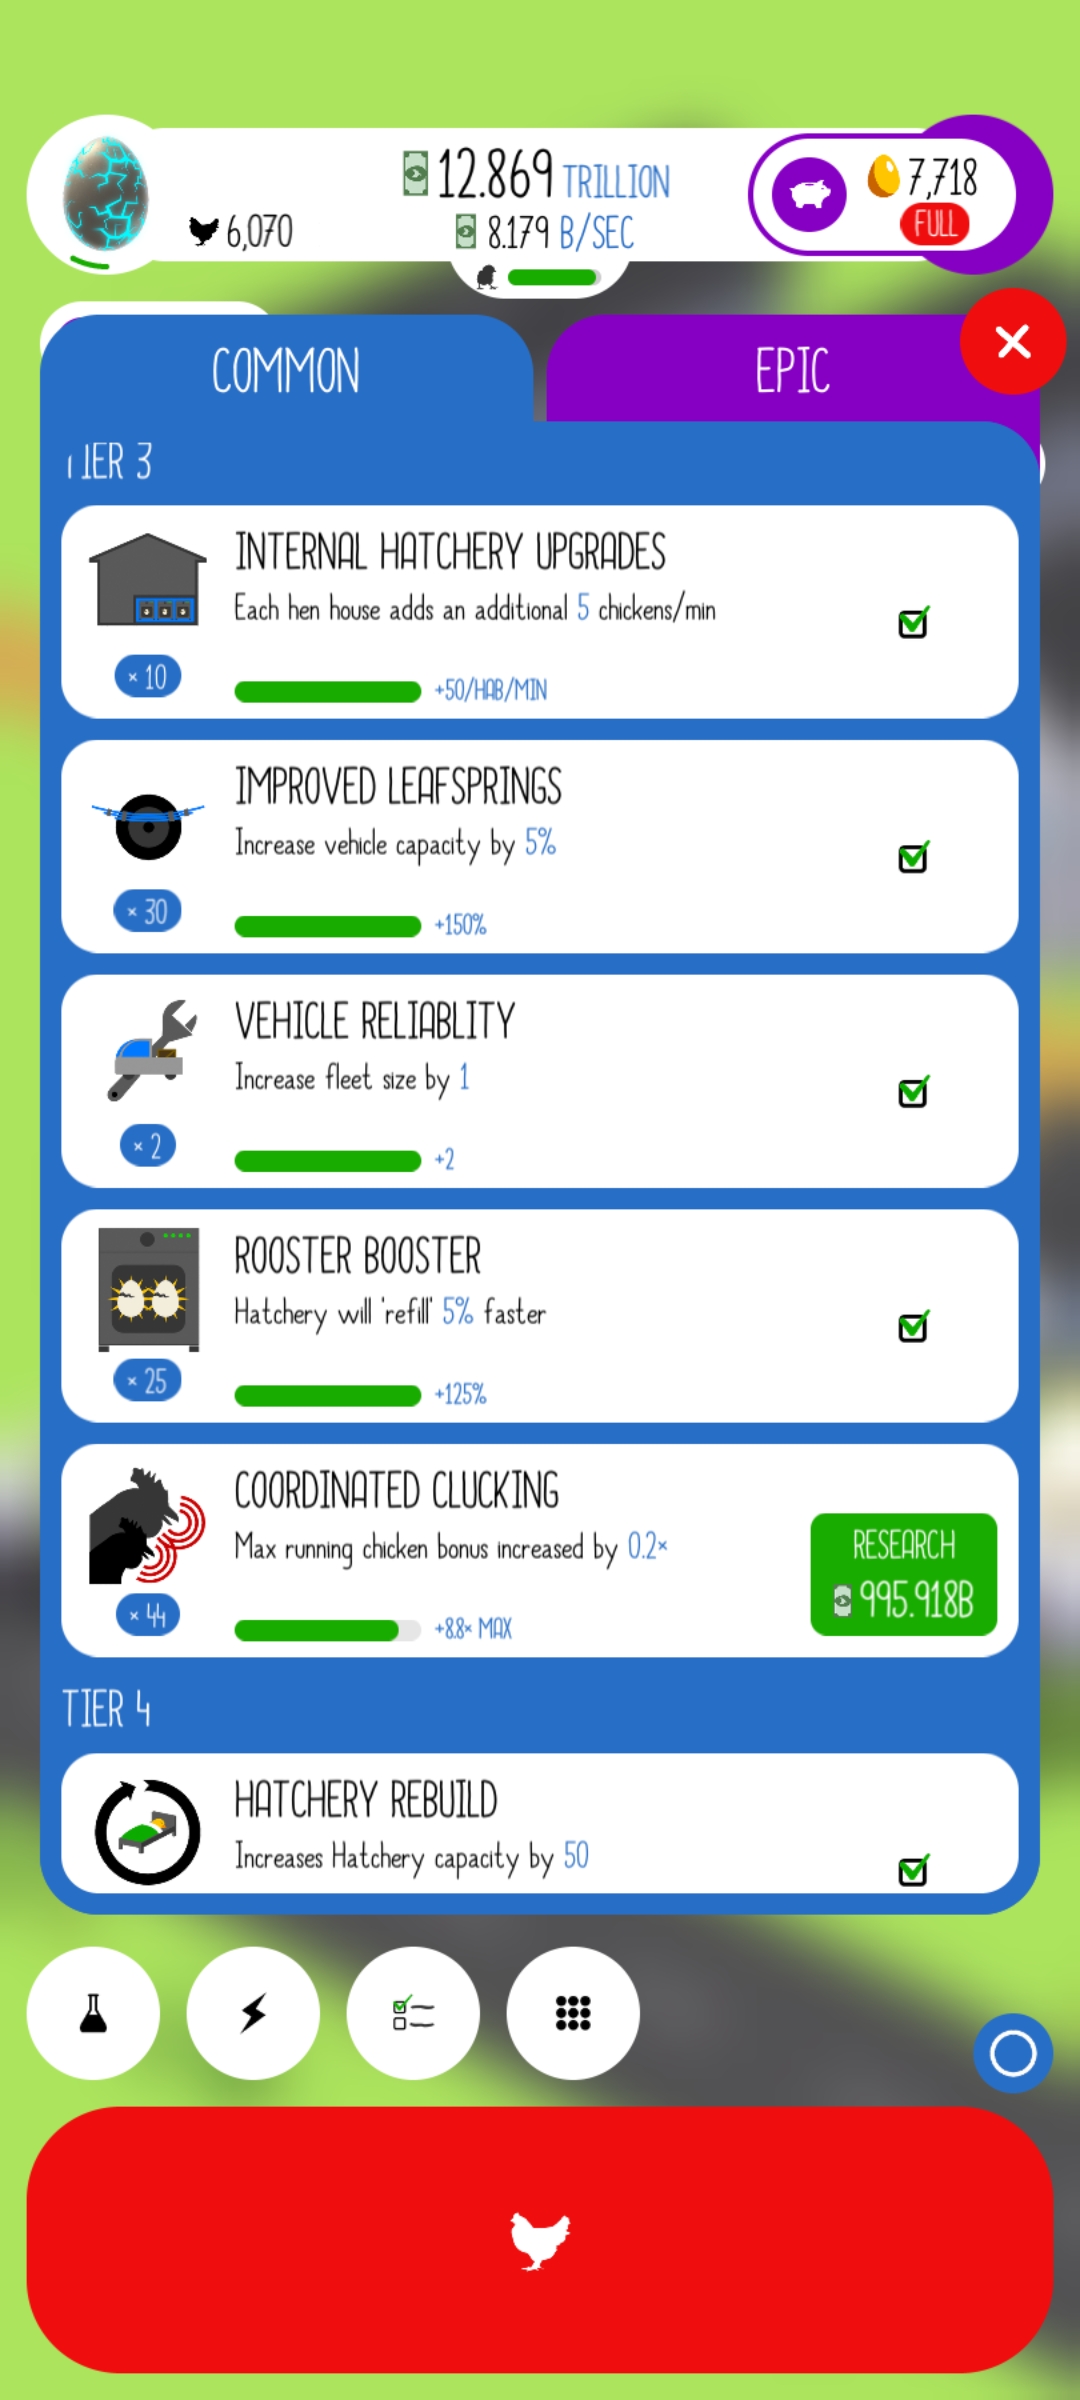 12.869 TRILLION
7,718
6,070
8.179 B/SEC
FULL
COMMON
EPIC
TIER 3
INTERNAL HATCHERY UPGRADES
Each hen house adds an additional 5 chickens/min
× 10
+50/HAB/MIN
IMPROVED LEAFSPRINGS
Increase vehicle capacity by 5%
× 30
+150%
VEHICLE RELIABLITY
Increase fleet size by 1
× 2
+2
ROOSTER BOOSTER
Hatchery will 'refill' 5% faster
× 25
+125%
COORDINATED CLUCKING
Max running chicken bonus increased by 0.2×
RESEARCH
995.918B
× 44
+8.8× MAX
TIER 4
HATCHERY REBUILD
Increases Hatchery capacity by 50